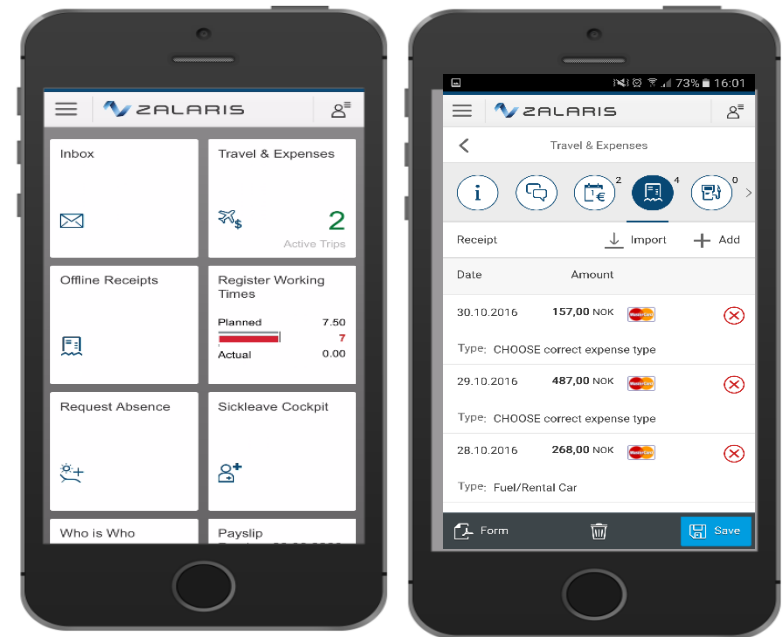 ZALARIS
Inbox
Travel & Expenses
2
Active Trips
Offline Receipts
Register Working
Times
Planned 7.50
7
Actual 0.00
Request Absence
Sickleave Cockpit
Who is Who
Payslip
73% 16:01
ZALARIS
Travel & Expenses
2 4 0
Receipt Import Add
Date Amount
30.10.2016 157,00 NOK MasterCard
Type: CHOOSE correct expense type
29.10.2016 487,00 NOK MasterCard
Type: CHOOSE correct expense type
28.10.2016 268,00 NOK MasterCard
Type: Fuel/Rental Car
Form Save